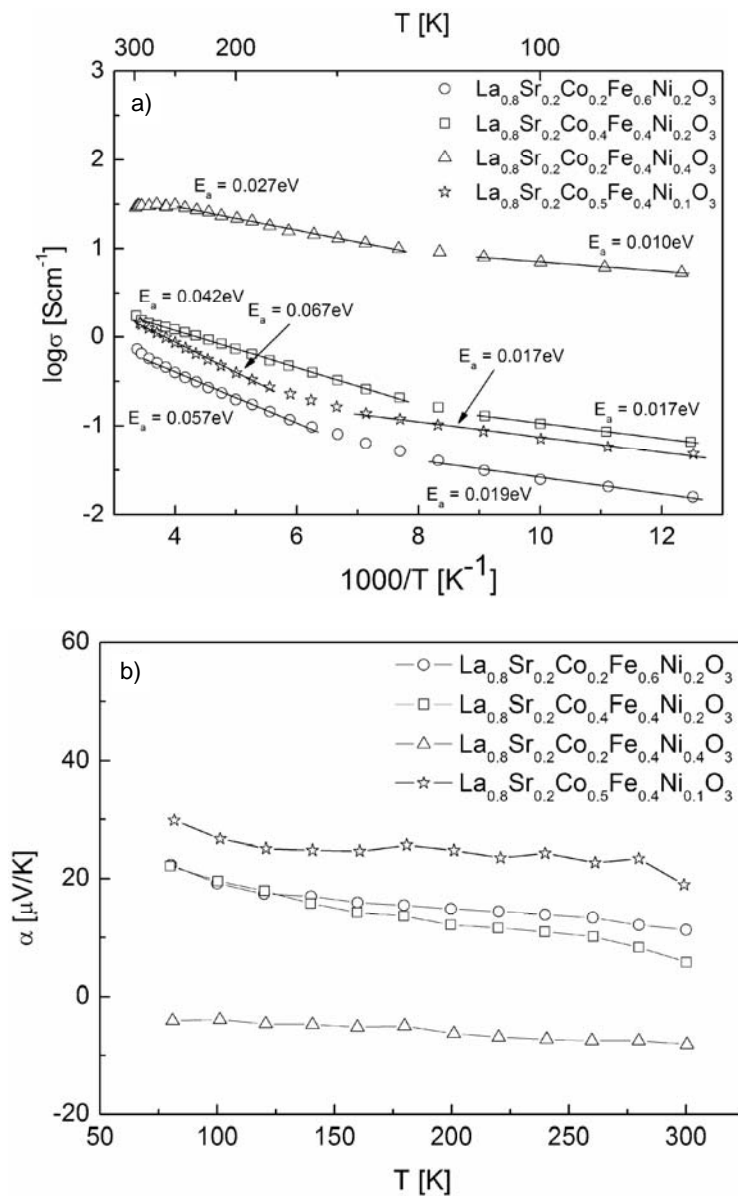 T [K]
300 200 100
a)
La0.8Sr0.2Co0.2Fe0.6Ni0.2O3
La0.8Sr0.2Co0.4Fe0.4Ni0.2O3
La0.8Sr0.2Co0.2Fe0.4Ni0.4O3
La0.8Sr0.2Co0.5Fe0.4Ni0.1O3
Ea = 0.027eV
Ea = 0.010eV
Ea = 0.042eV
Ea = 0.067eV
Ea = 0.017eV
Ea = 0.017eV
Ea = 0.057eV
Ea = 0.019eV
logσ [Scm-1]
3
2
1
0
-1
-2
4 6 8 10 12
1000/T [K-1]
b)
La0.8Sr0.2Co0.2Fe0.6Ni0.2O3
La0.8Sr0.2Co0.4Fe0.4Ni0.2O3
La0.8Sr0.2Co0.2Fe0.4Ni0.4O3
La0.8Sr0.2Co0.5Fe0.4Ni0.1O3
α [μV/K]
60
40
20
0
-20
50 100 150 200 250 300
T [K]